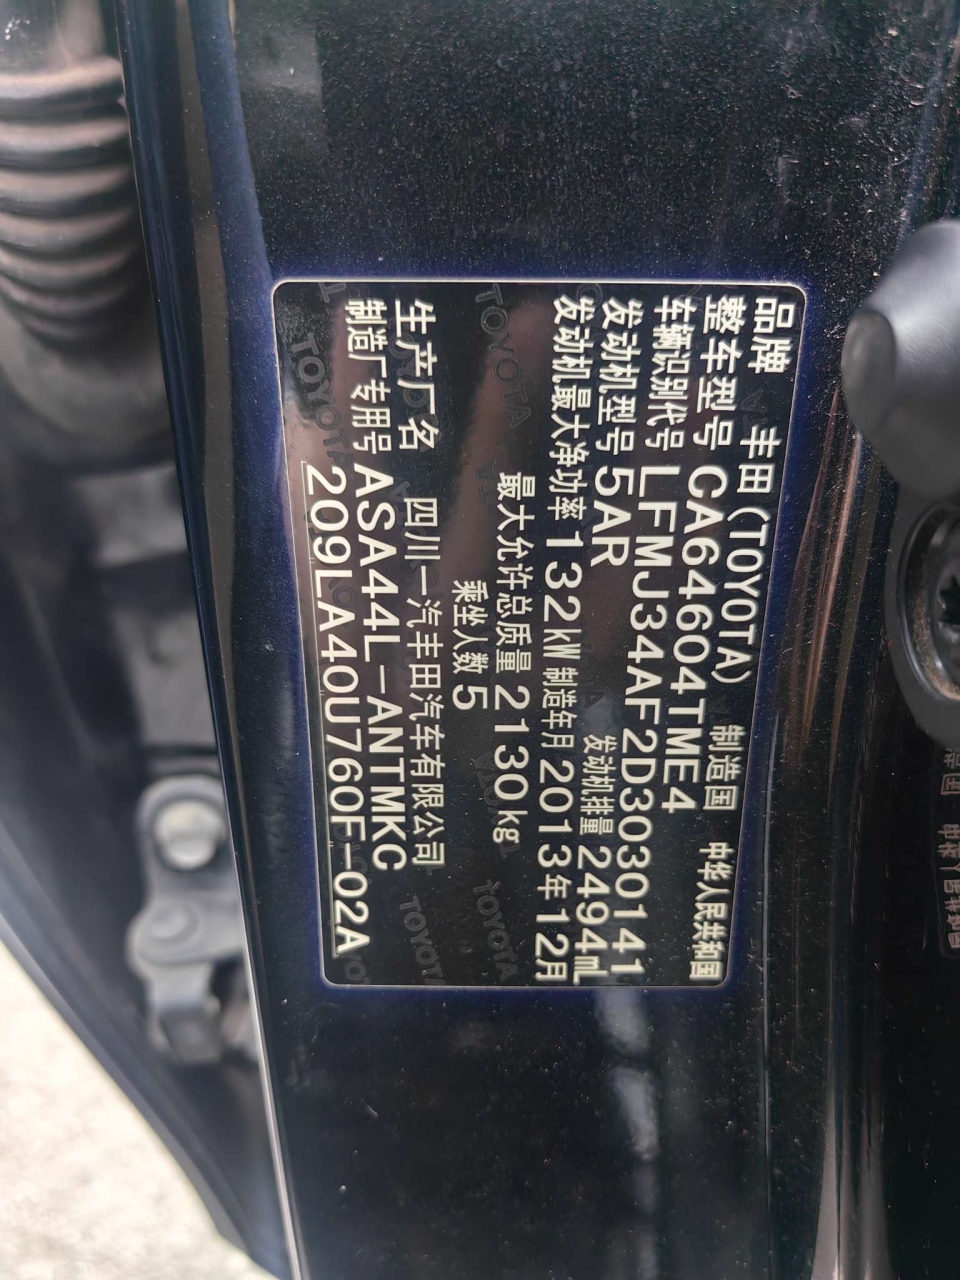 品牌 丰田(TOYOTA) 制造国 中华人民共和国
整车型号 CA64604TME4
车辆识别代号 LFMJ34AF2D3030141
发动机型号 5AR 发动机排量 2494mL
发动机最大净功率 132kW 制造年月 2013年12月
最大允许总质量 2130kg
乘坐人数 5
生产厂名 四川一汽丰田汽车有限公司
制造厂专用号 ASA44L-ANTMKC
209LA40U760F-02A